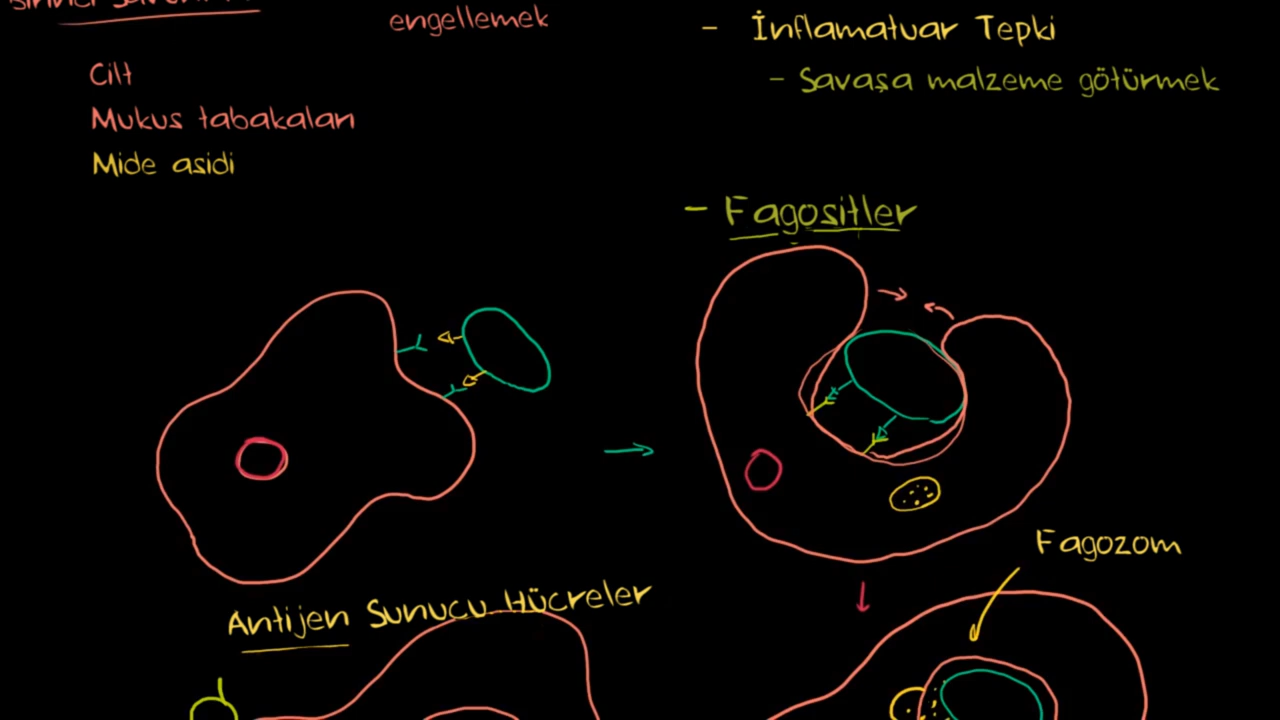 engellemek
Cilt
Mukus tabakaları
Mide asidi
- İnflamatuar Tepki
- Savaşa malzeme götürmek
- Fagositler
Fagozom
Antijen Sunucu Hücreler